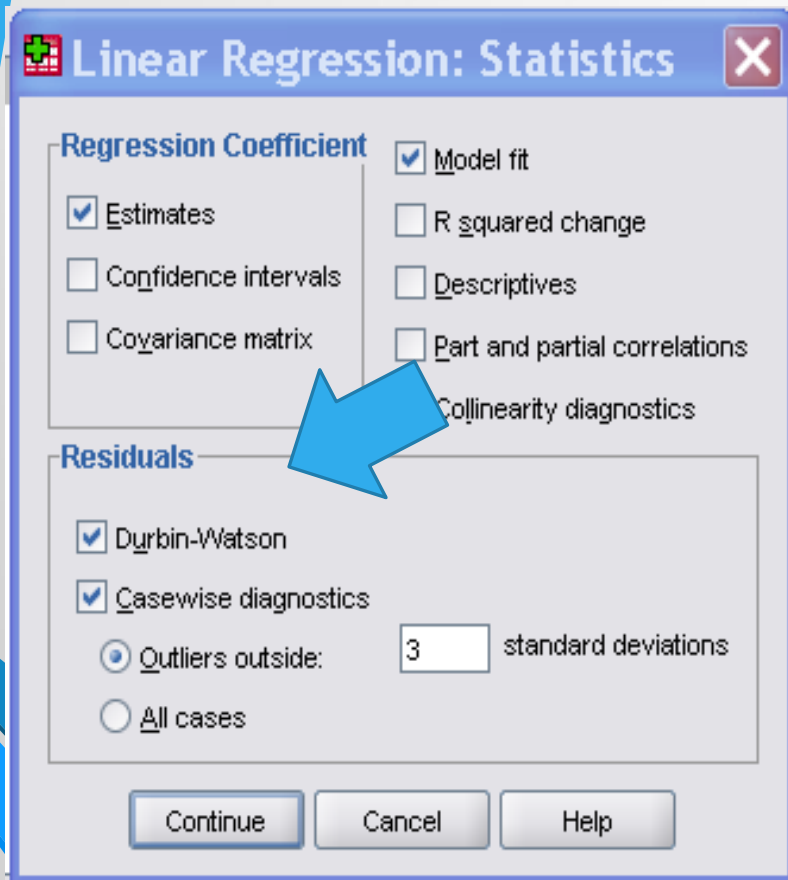 Linear Regression: Statistics
Regression Coefficient
Estimates
Confidence intervals
Covariance matrix
Model fit
R squared change
Descriptives
Part and partial correlations
Collinearity diagnostics
Residuals
Durbin-Watson
Casewise diagnostics
Outliers outside: 3 standard deviations
All cases
Continue Cancel Help